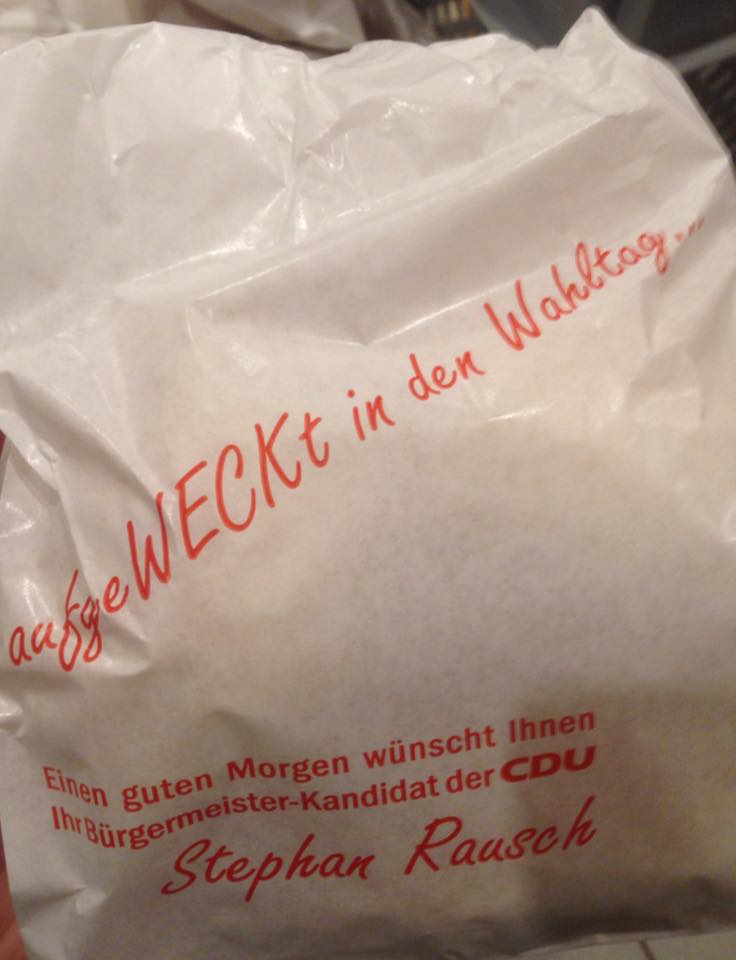 aufgeWECKt in den Wahltag...
Einen guten Morgen wünscht Ihnen
Ihr Bürgermeister-Kandidat der CDU
Stephan Rausch